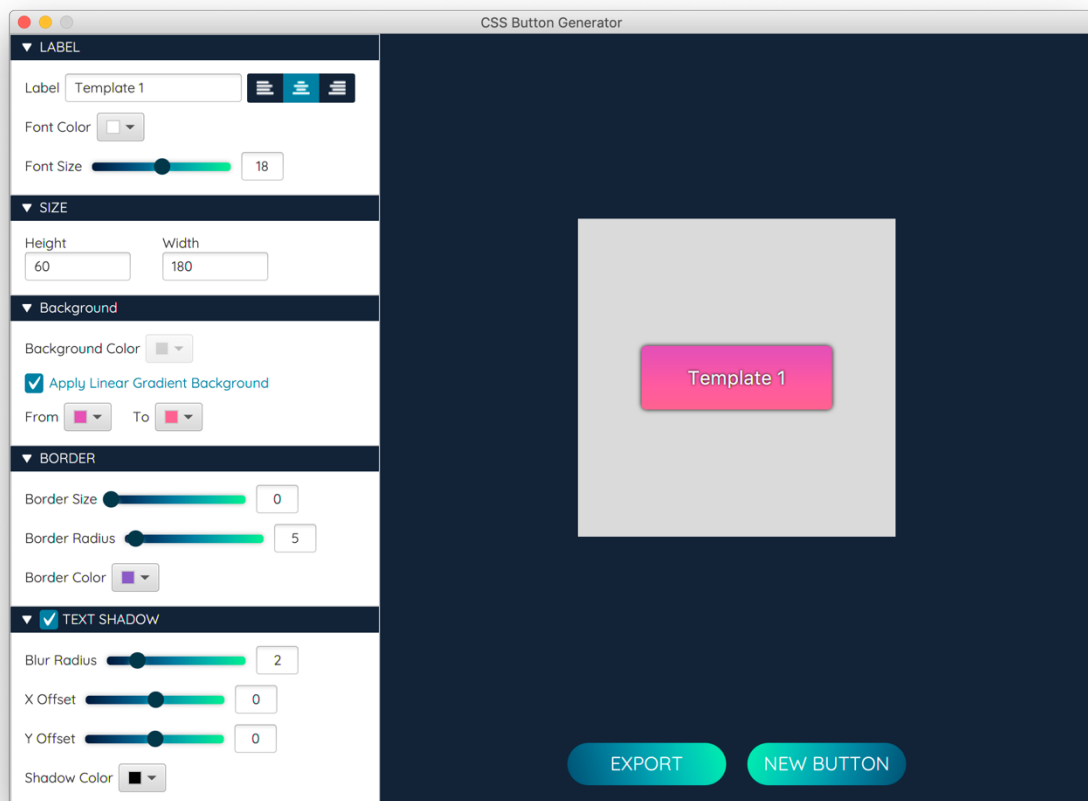 CSS Button Generator
LABEL
Label Template 1
Font Color
Font Size 18
SIZE
Height Width
60 180
Background
Background Color
Apply Linear Gradient Background
From To
BORDER
Border Size 0
Border Radius 5
Border Color
TEXT SHADOW
Blur Radius 2
X Offset 0
Y Offset 0
Shadow Color
Template 1
EXPORT NEW BUTTON